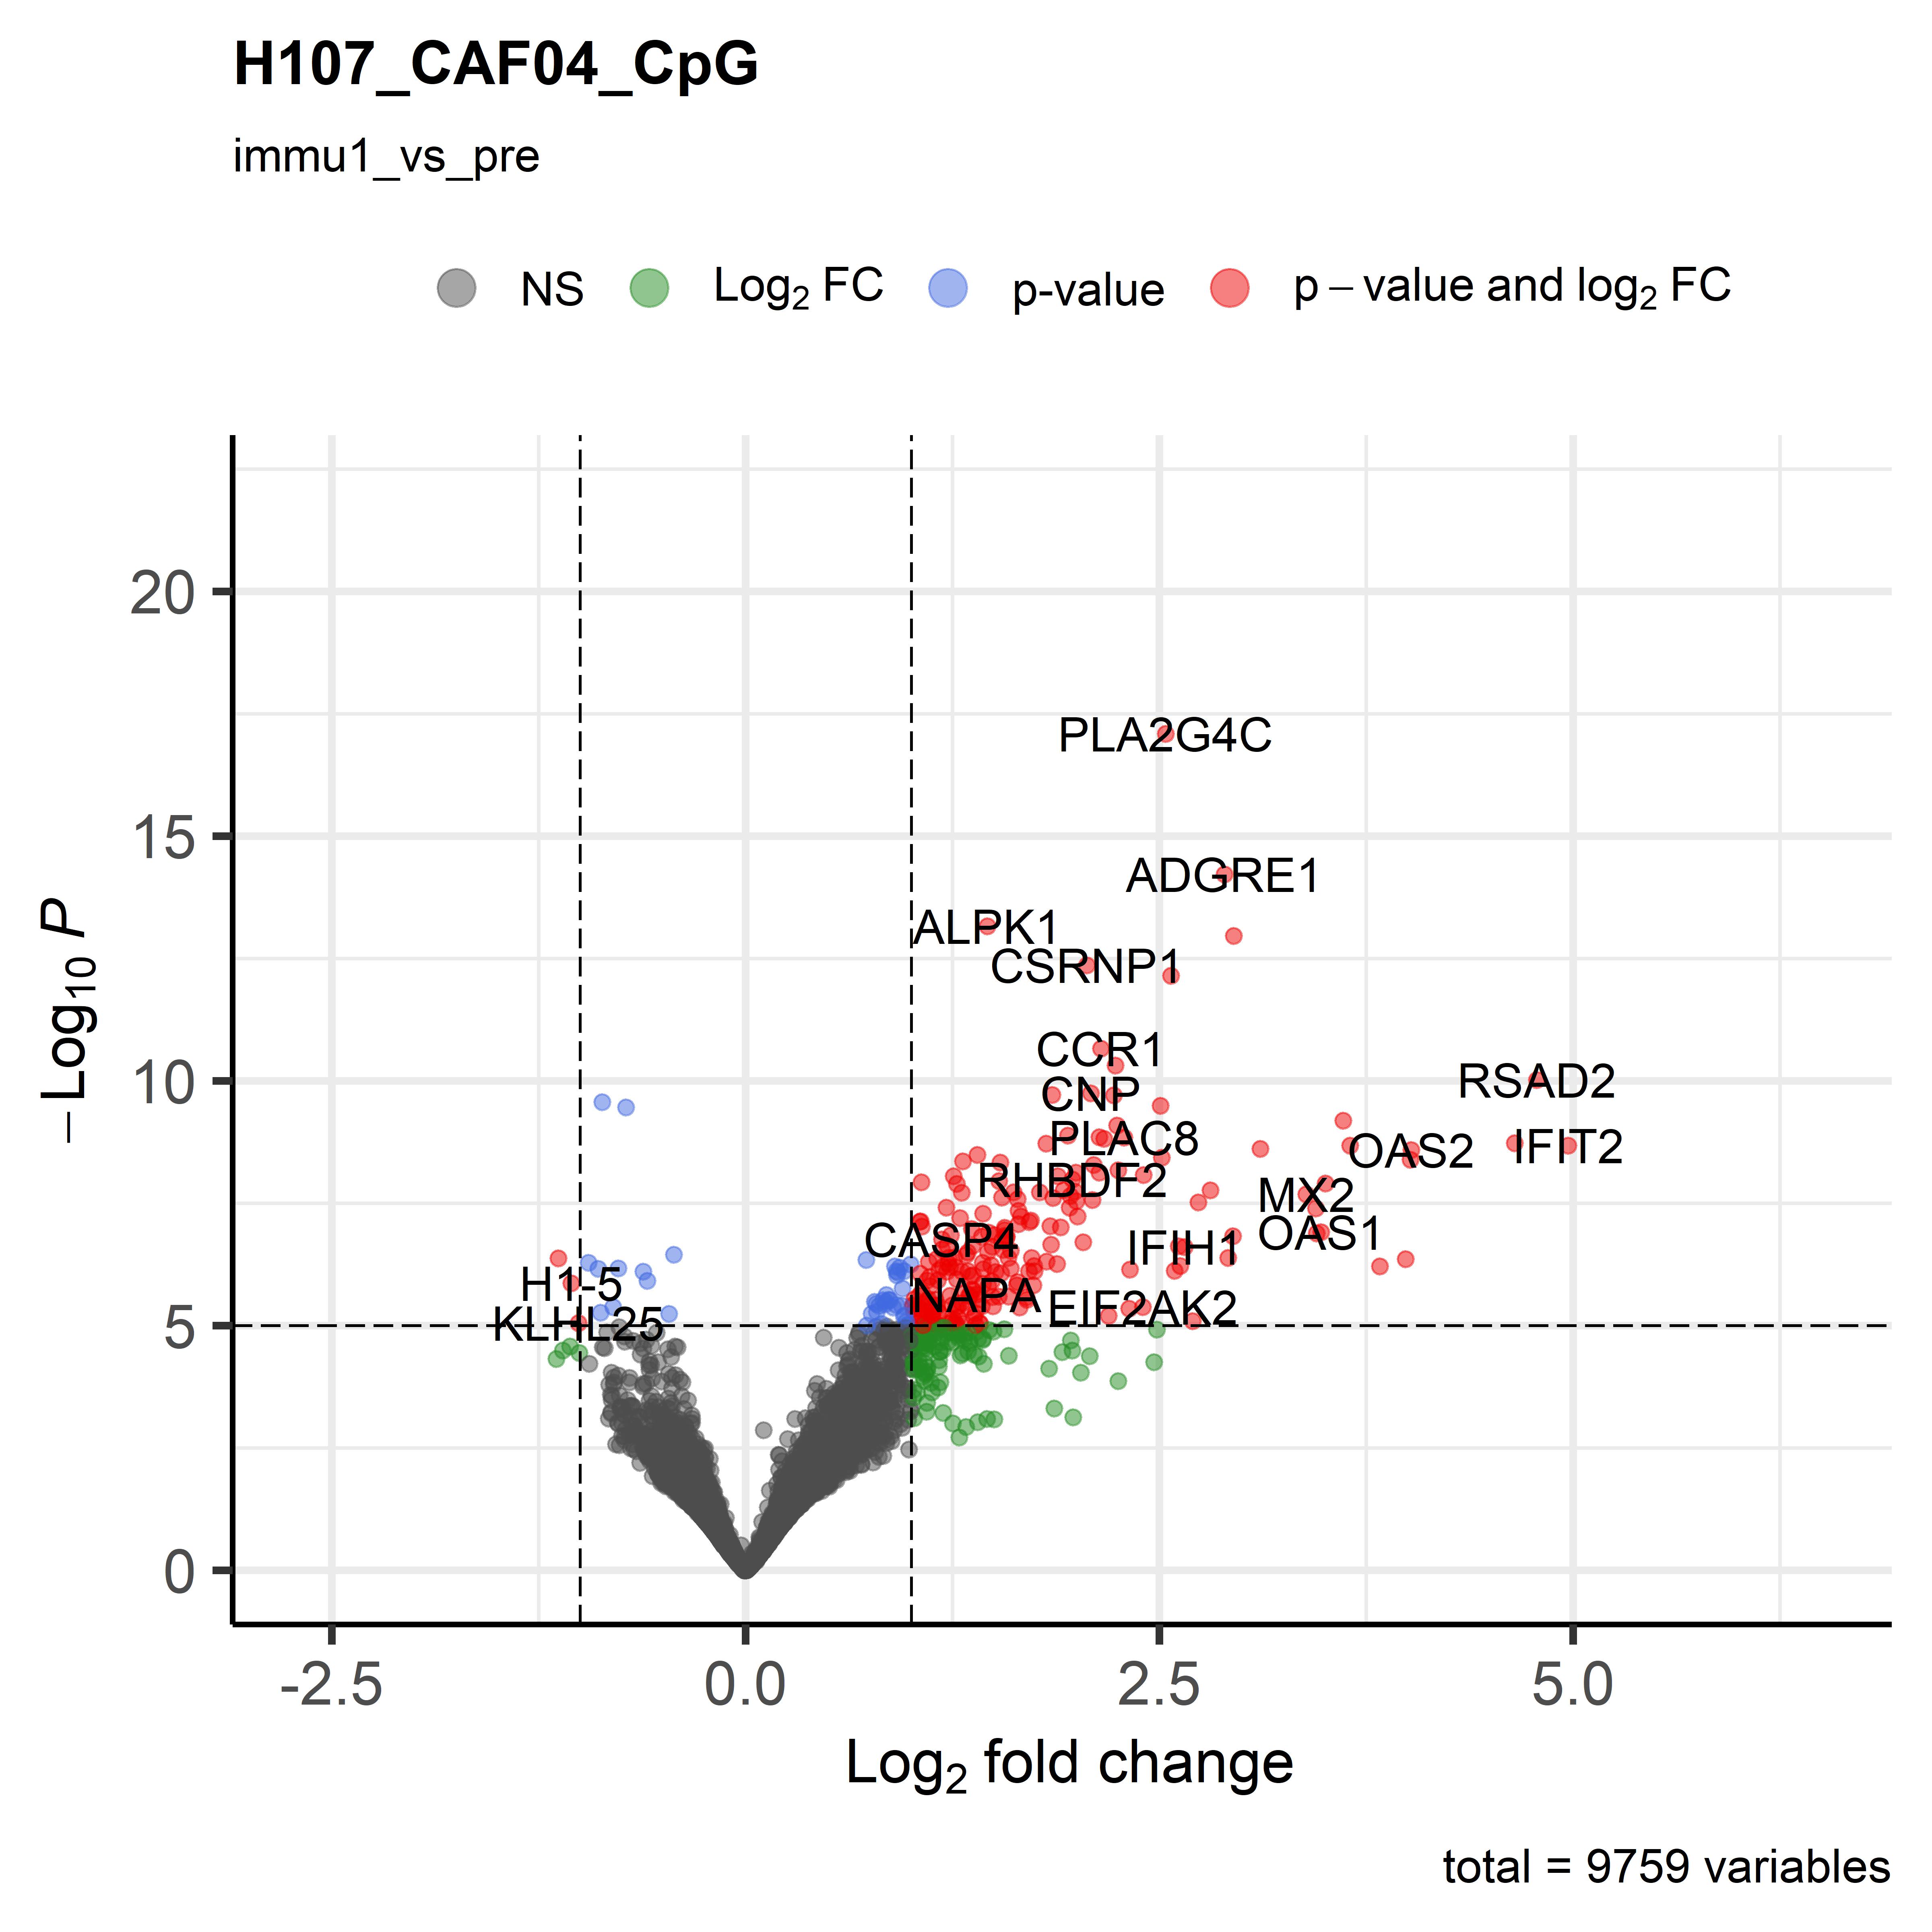 H107_CAF04_CpG
immu1_vs_pre
NS Log2 FC p-value p – value and log2 FC
20
15
10
5
0
– Log10 P
PLA2G4C
ADGRE1
ALPK1
CSRNP1
CCR1
RSAD2
CNP
PLAC8
OAS2
IFIT2
RHBDF2
MX2
CASP4
IFIH1
OAS1
H1-5
NAPA
EIF2AK2
KLHL25
-2.5 0.0 2.5 5.0
Log2 fold change
total = 9759 variables